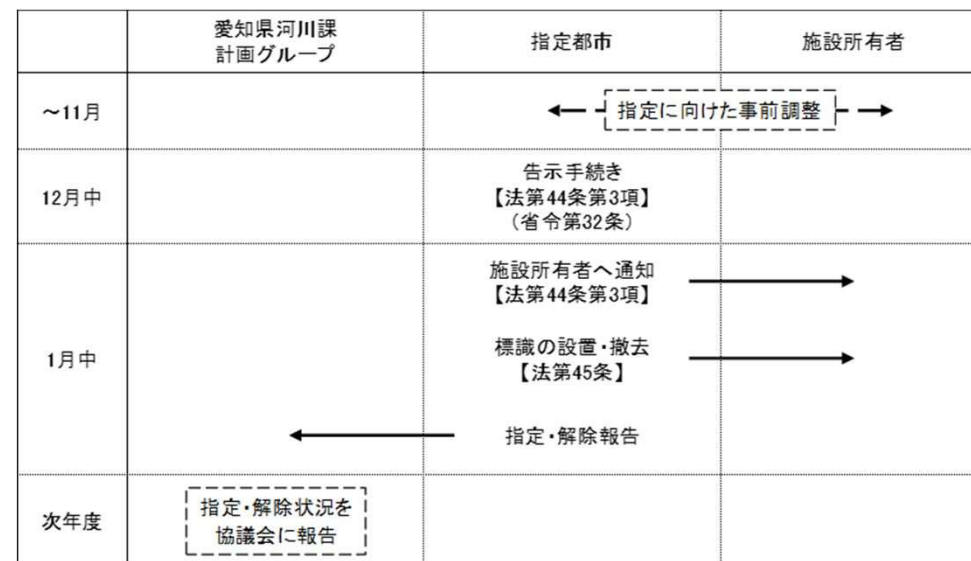 愛知県河川課
計画グループ
指定都市
施設所有者
～11月
指定に向けた事前調整
12月中
告示手続き
【法第44条第3項】
（省令第32条）
1月中
施設所有者へ通知
【法第44条第3項】
標識の設置・撤去
【法第45条】
指定・解除報告
次年度
指定・解除状況を
協議会に報告